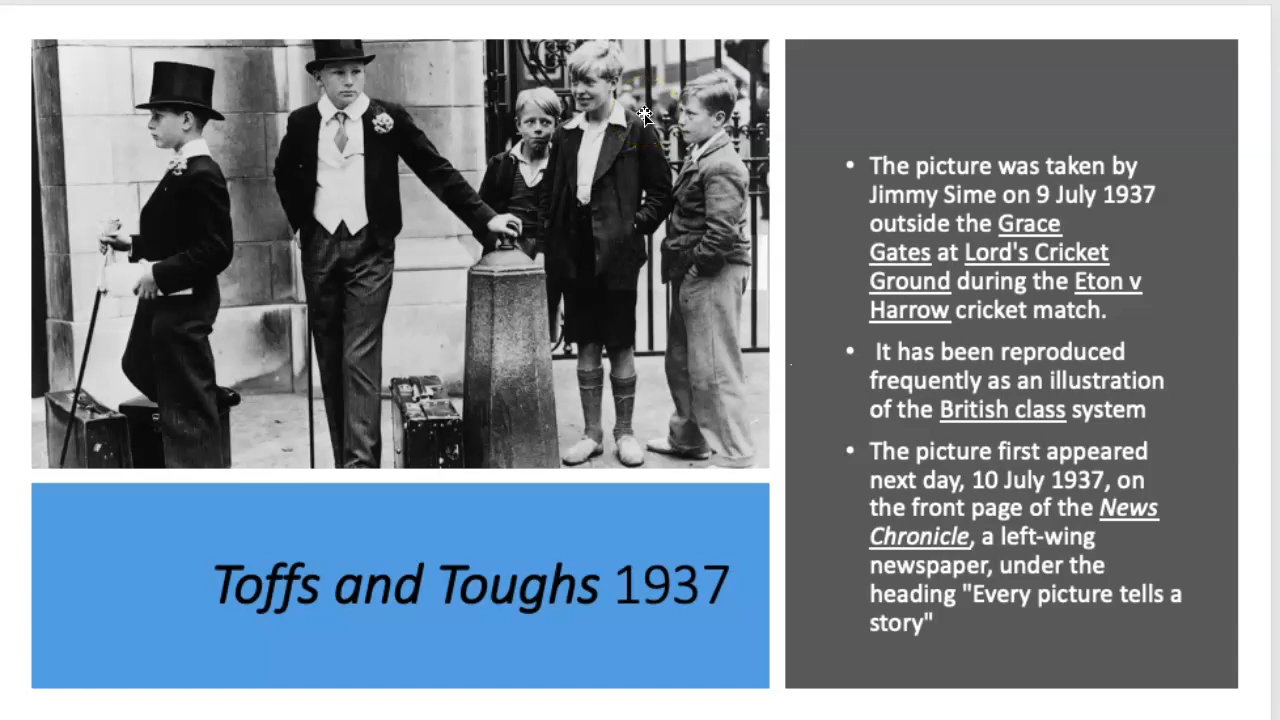 The picture was taken by
Jimmy Sime on 9 July 1937
outside the Grace
Gates at Lord's Cricket
Ground during the Eton v
Harrow cricket match.
It has been reproduced
frequently as an illustration
of the British class system
The picture first appeared
next day, 10 July 1937, on
the front page of the News
Chronicle, a left-wing
newspaper, under the
heading "Every picture tells a
story"
Toffs and Toughs 1937